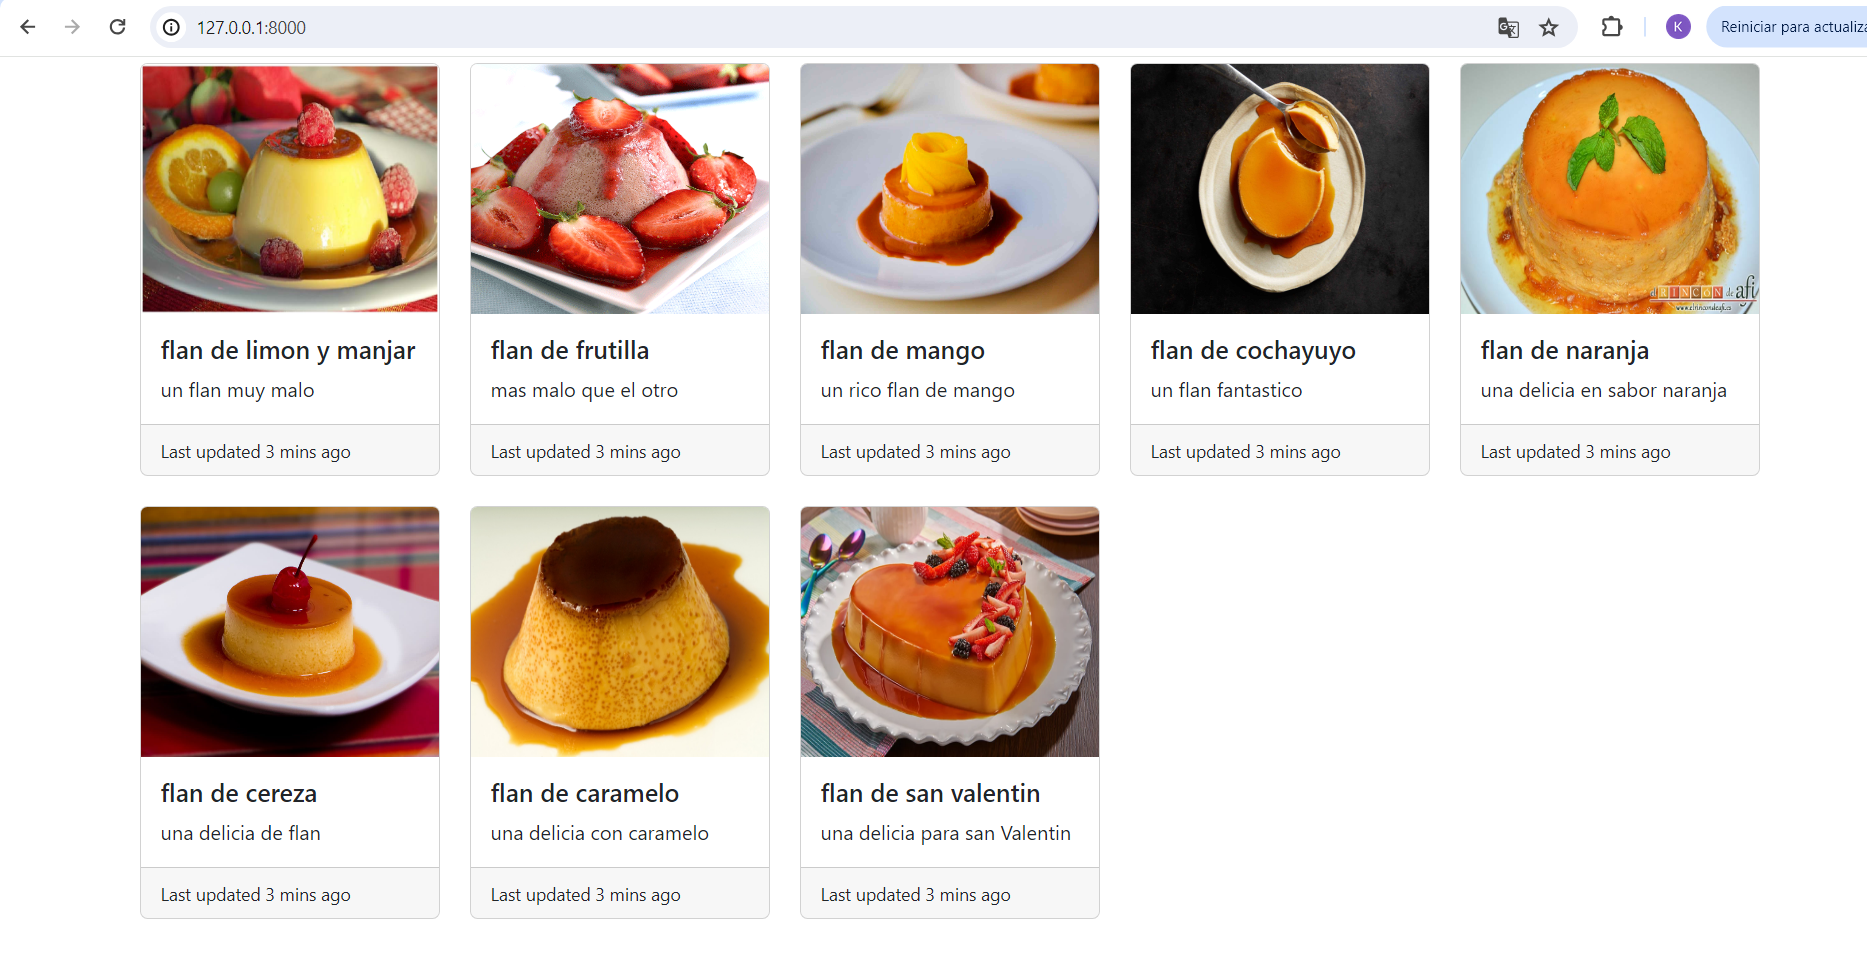 127.0.0.1:8000
K
Reiniciar para actualiza
el RINCÓN de afi
www.elrincondeafi.es
flan de limon y manjar
un flan muy malo
Last updated 3 mins ago
flan de frutilla
mas malo que el otro
Last updated 3 mins ago
flan de mango
un rico flan de mango
Last updated 3 mins ago
flan de cochayuyo
un flan fantastico
Last updated 3 mins ago
flan de naranja
una delicia en sabor naranja
Last updated 3 mins ago
flan de cereza
una delicia de flan
Last updated 3 mins ago
flan de caramelo
una delicia con caramelo
Last updated 3 mins ago
flan de san valentin
una delicia para san Valentin
Last updated 3 mins ago